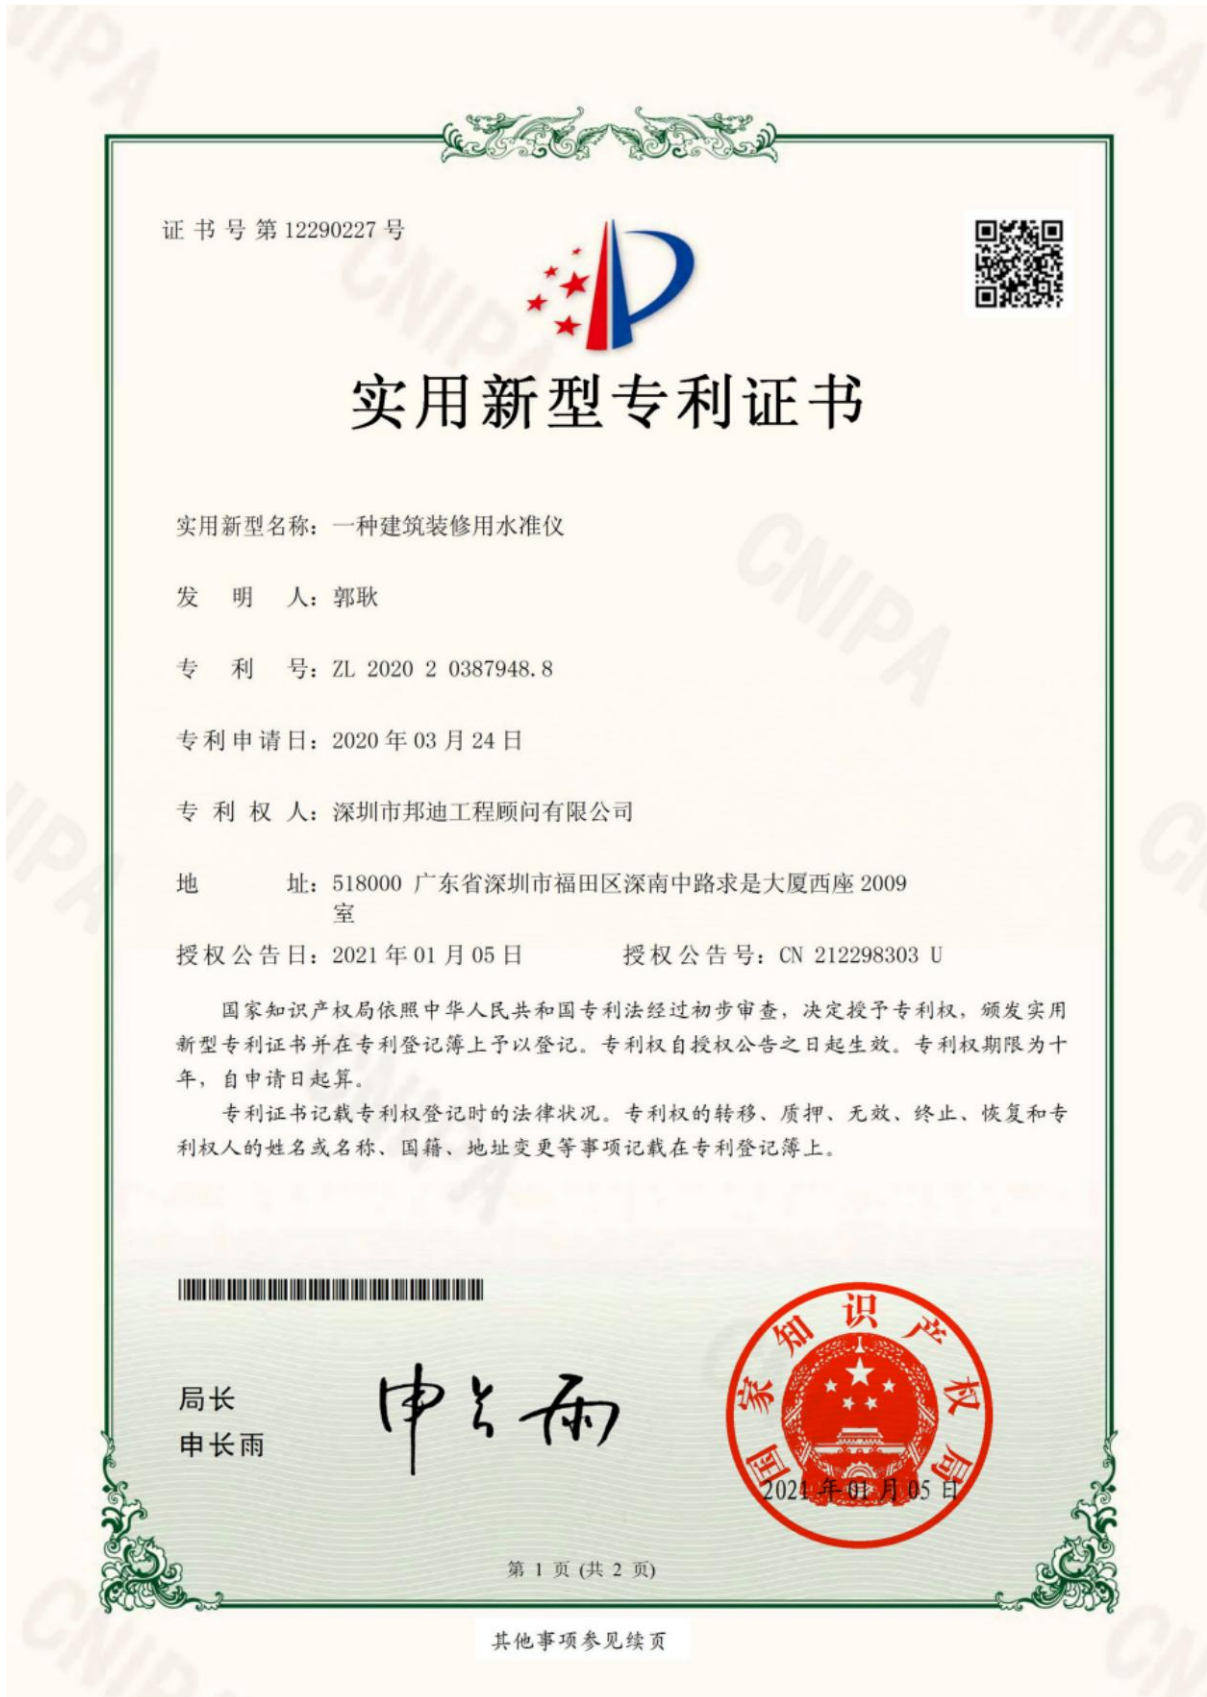 证书号第12290227号
实用新型专利证书
实用新型名称：一种建筑装修用水准仪
发明人：郭耿
专利号：ZL 2020 2 0387948.8
专利申请日：2020年03月24日
专利权人：深圳市邦迪工程顾问有限公司
地址：518000 广东省深圳市福田区深南中路求是大厦西座2009
室
授权公告日：2021年01月05日 授权公告号：CN 212298303 U
国家知识产权局依照中华人民共和国专利法经过初步审查，决定授予专利权，颁发实用
新型专利证书并在专利登记簿上予以登记。专利权自授权公告之日起生效。专利权期限为十
年，自申请日起算。
专利证书记载专利权登记时的法律状况。专利权的转移、质押、无效、终止、恢复和专
利权人的姓名或名称、国籍、地址变更等事项记载在专利登记簿上。
局长
申长雨
申长雨
国家知识产权局
2021年01月05日
第 1 页 (共 2 页)
其他事项参见续页
CNIPA
CNIPA
CNIPA
CNIPA